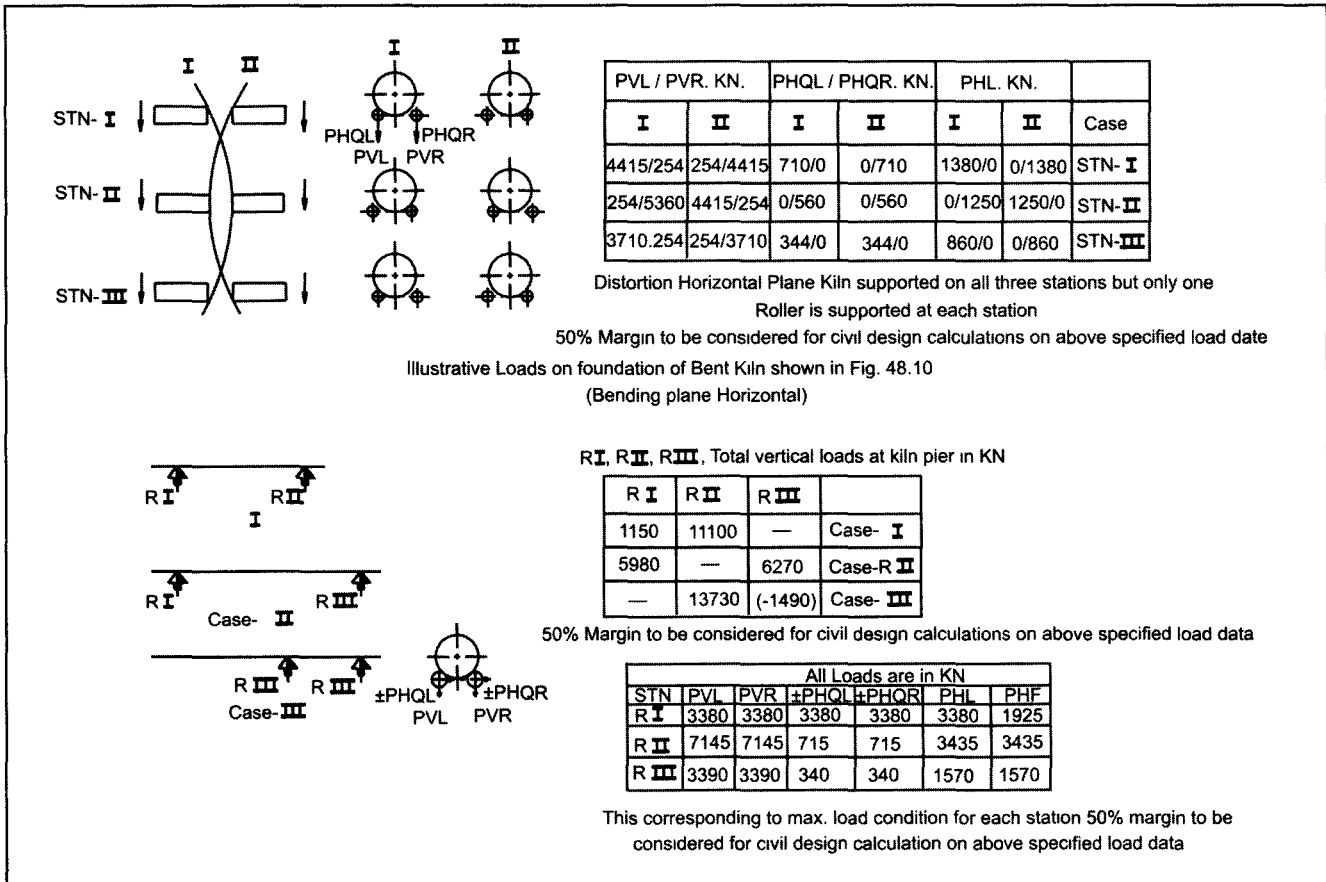 I II
STN- I
STN- II
STN- III
I II
PHQL PHQR
PVL PVR
PVL / PVR. KN. PHQL / PHQR. KN. PHL. KN.
I II I II I II Case
4415/254 254/4415 710/0 0/710 1380/0 0/1380 STN- I
254/5360 4415/254 0/560 0/560 0/1250 1250/0 STN-II
3710.254 254/3710 344/0 344/0 860/0 0/860 STN-III
Distortion Horizontal Plane Kiln supported on all three stations but only one
Roller is supported at each station
50% Margin to be considered for civil design calculations on above specified load date
Illustrative Loads on foundation of Bent Kiln shown in Fig. 48.10
(Bending plane Horizontal)
R I R II
I
R I R III
Case- II
R III R III
Case-III
±PHQL ±PHQR
PVL PVR
RI, RII, RIII, Total vertical loads at kiln pier in KN
R I R II R III
1150 11100 — Case- I
5980 — 6270 Case-R II
— 13730 (-1490) Case- III
50% Margin to be considered for civil design calculations on above specified load data
All Loads are in KN
STN PVL PVR ±PHQL ±PHQR PHL PHF
R I 3380 3380 3380 3380 3380 1925
R II 7145 7145 715 715 3435 3435
R III 3390 3390 340 340 1570 1570
This corresponding to max. load condition for each station 50% margin to be
considered for civil design calculation on above specified load data